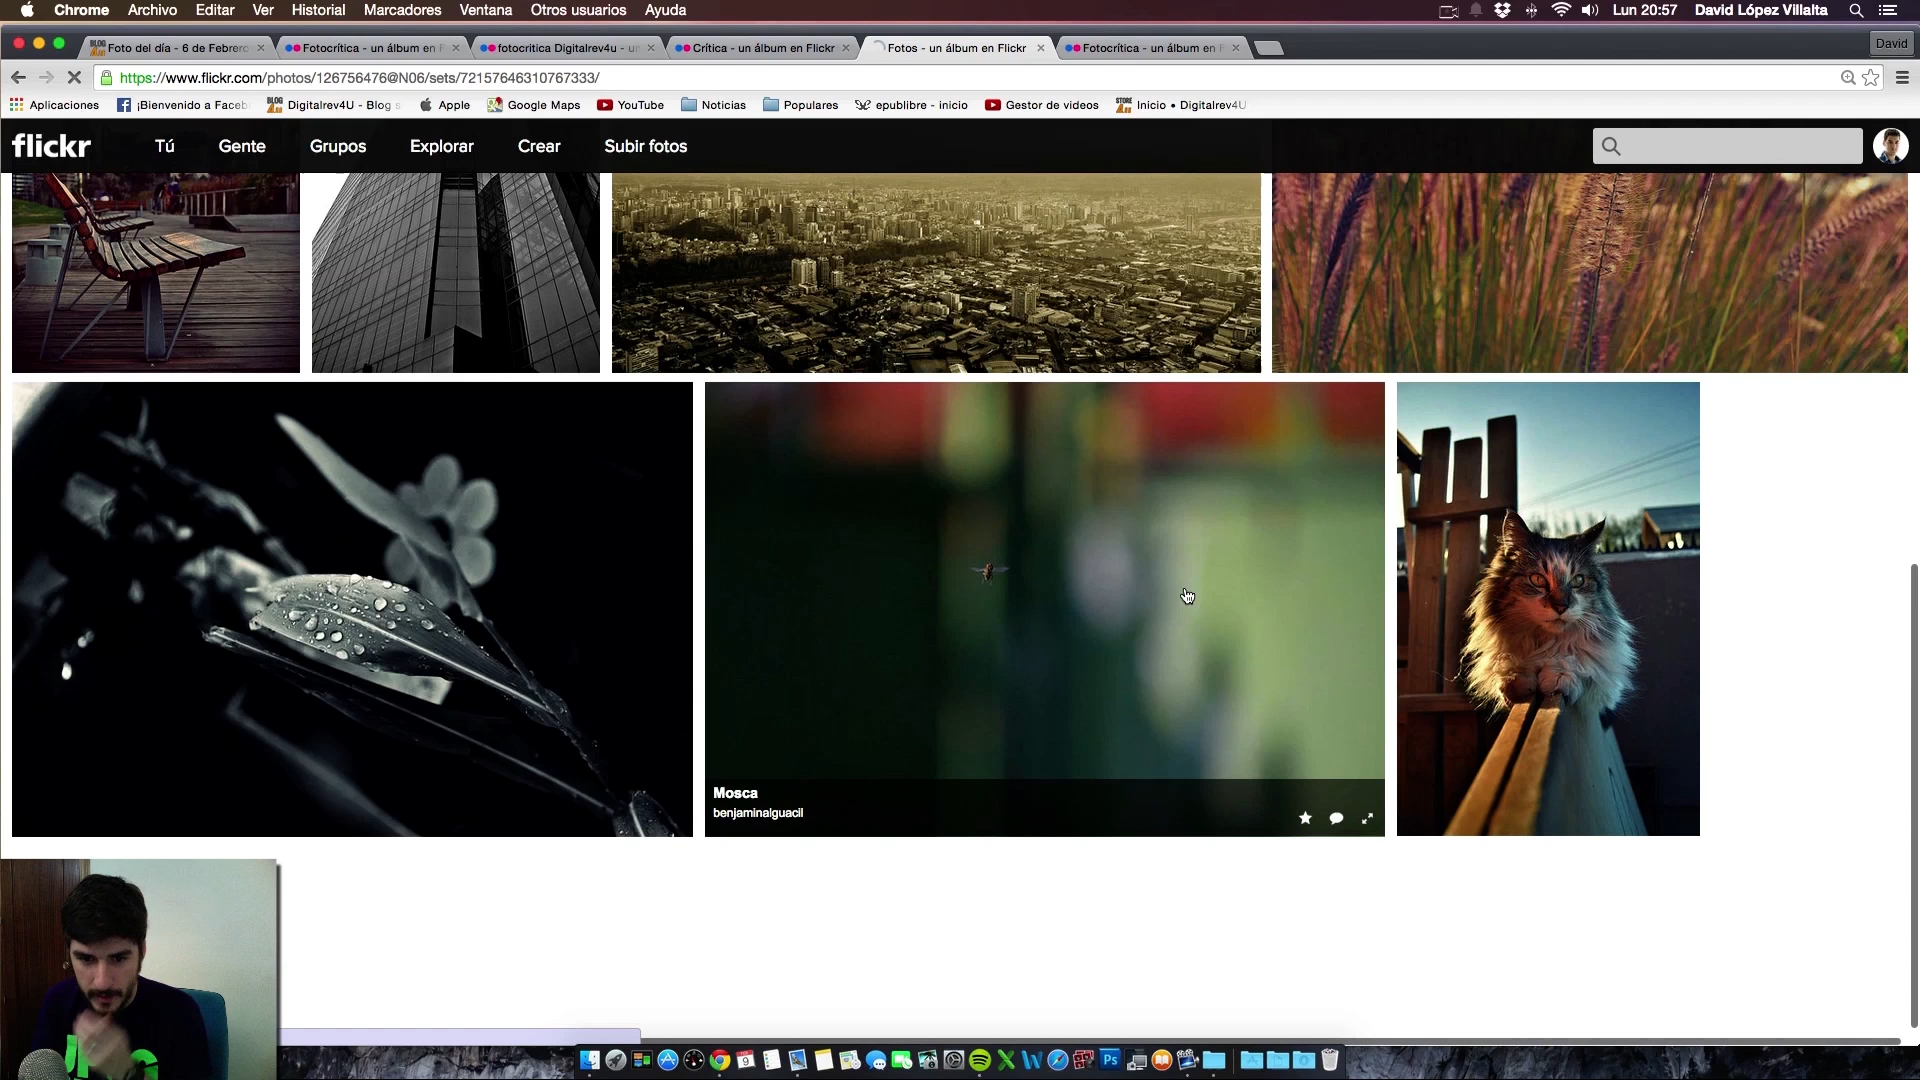 Chrome Archivo Editar Ver Historial Marcadores Ventana Otros usuarios Ayuda Lun 20:57 David López Villalta
Foto del día - 6 de Febrero Fotocrítica - un álbum en F fotocritica Digitalrev4u - un Crítica - un álbum en Flickr Fotos - un álbum en Flickr Fotocrítica - un álbum en F David
https://www.flickr.com/photos/126756476@N06/sets/72157646310767333/
Aplicaciones ¡Bienvenido a Faceb Digitalrev4U - Blog s Apple Google Maps YouTube Noticias Populares epublibre - inicio Gestor de videos Inicio • Digitalrev4U
flickr Tú Gente Grupos Explorar Crear Subir fotos
Mosca
benjaminalguacil